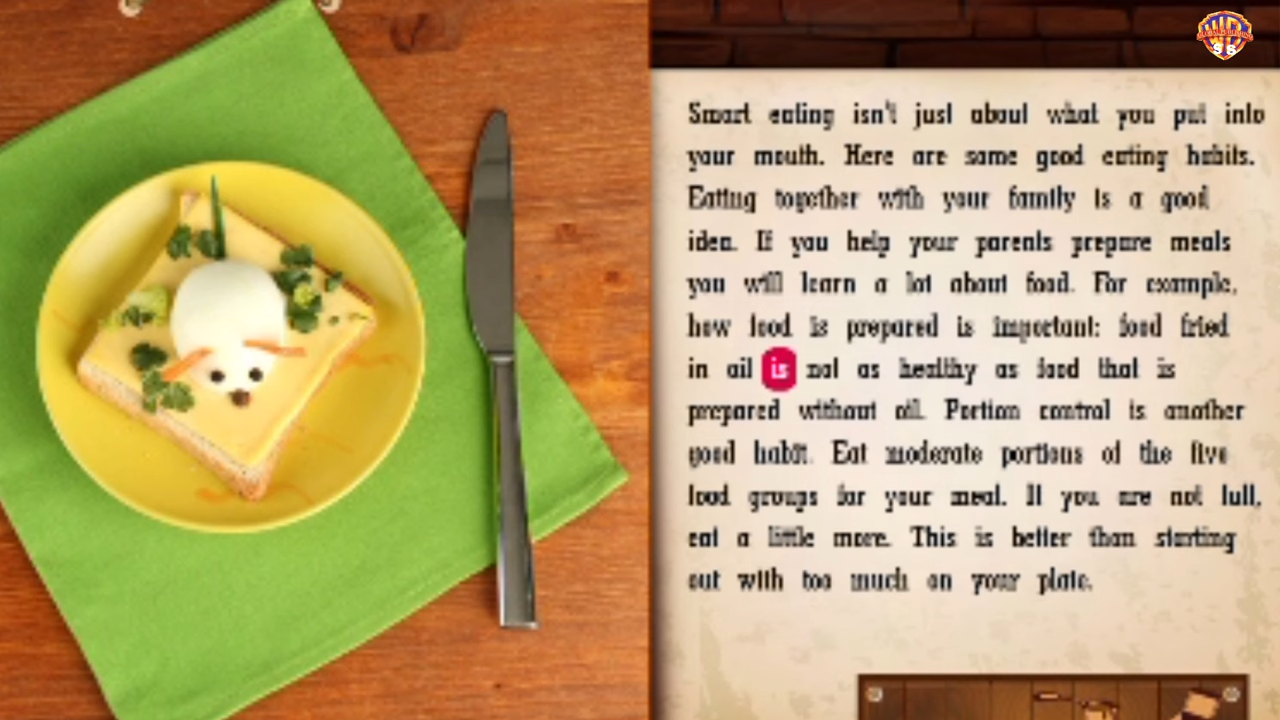 Smart eating isn't just about what you put into
your mouth. Here are some good eating habits.
Eating together with your family is a good
idea. If you help your parents prepare meals
you will learn a lot about food. For example,
how food is prepared is important: food fried
in oil is not as healthy as food that is
prepared without oil. Portion control is another
good habit. Eat moderate portions of the five
food groups for your meal. If you are not full,
eat a little more. This is better than starting
out with too much on your plate.